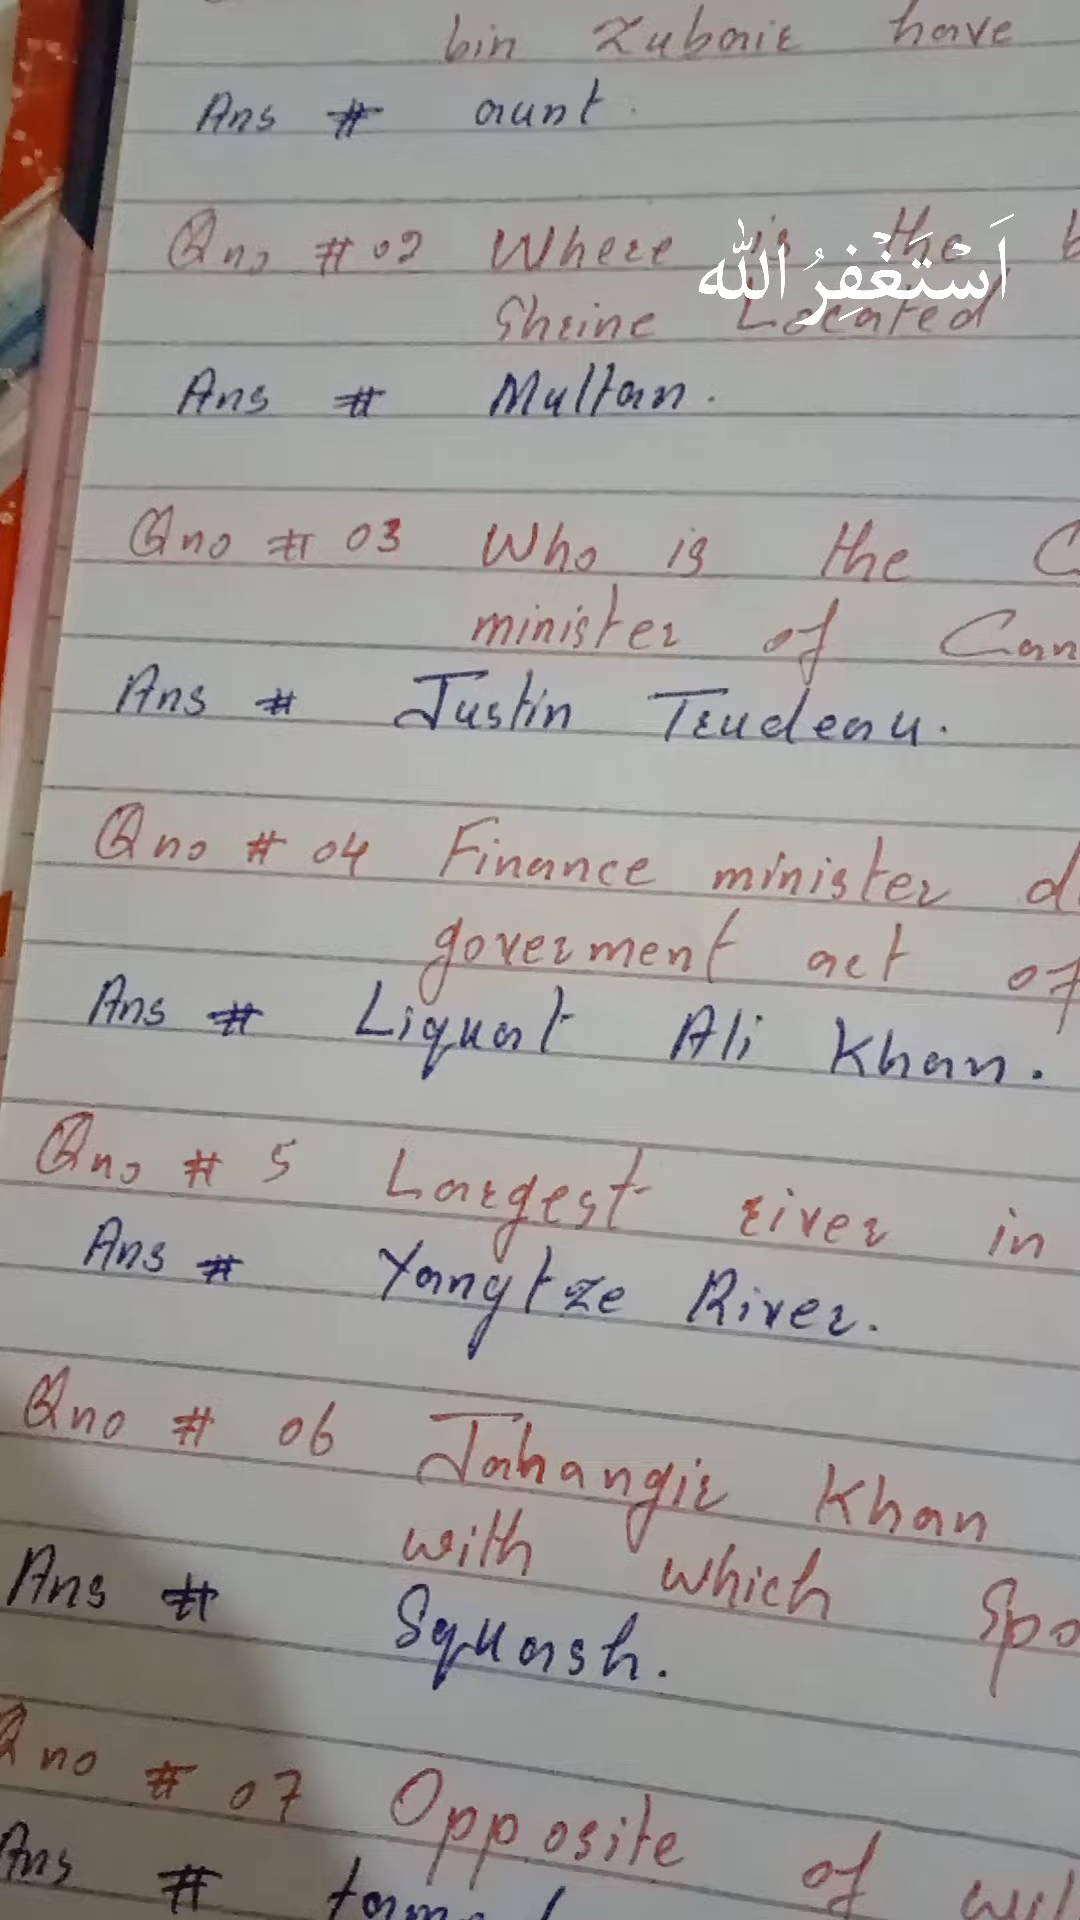 bin Zubair have
Ans # aunt.
Qno #02 Where is the
Shrine Located
أَسْتَغْفِرُ اللّٰه
Ans # Multan.
Qno # 03 Who is the
minister of
Ans # Justin Trudeau.
Qno # 04 Finance minister
goverment act of
Ans # Liquat Ali Khan.
Qno # 5 Largest river in
Ans # Yangtze River.
Qno # 06 Jahangir Khan
with which
Ans # Squash.
Qno # 07 Opposite of
Ans #